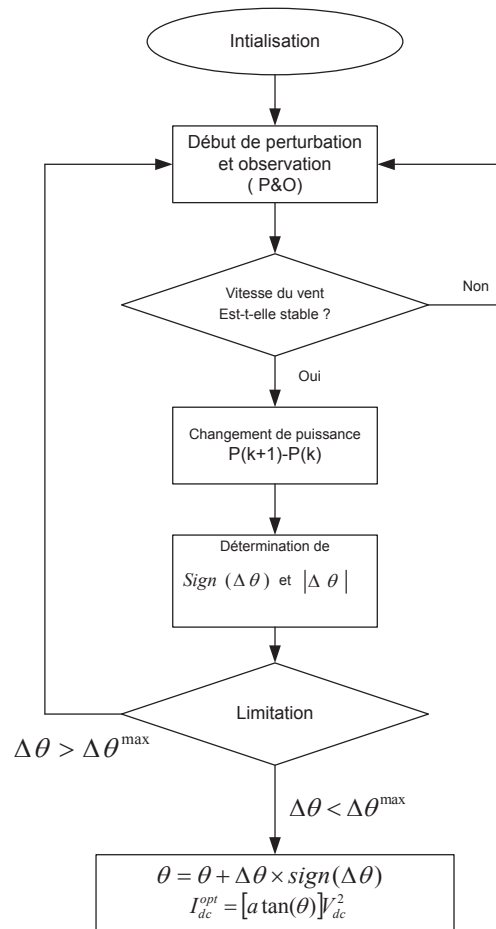 Intialisation
Début de perturbation
et observation
( P&O)
Vitesse du vent
Est-t-elle stable ?
Non
Oui
Changement de puissance
P(k+1)-P(k)
Détermination de
Sign (Δθ) et |Δ θ|
Limitation
Δθ > Δθ^max
Δθ < Δθ^max
θ = θ + Δθ × sign(Δθ)
I_dc^opt = [a tan(θ)]V_dc^2